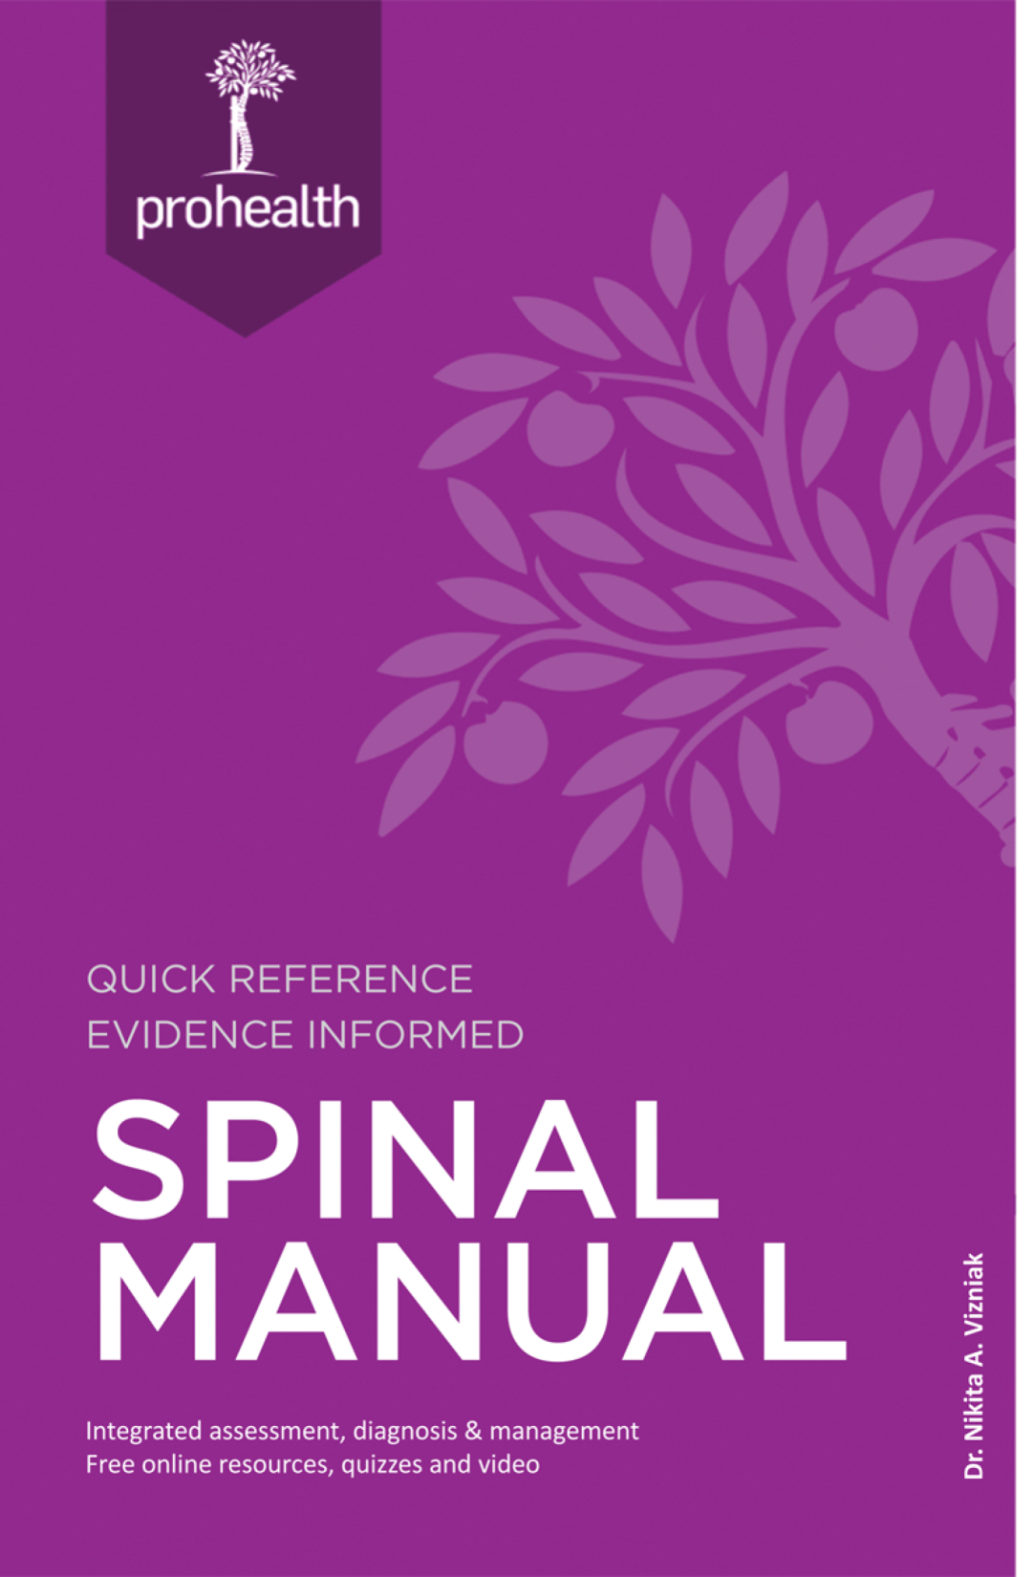 prohealth
QUICK REFERENCE
EVIDENCE INFORMED
SPINAL
MANUAL
Integrated assessment, diagnosis & management
Free online resources, quizzes and video
Dr. Nikita A. Vizniak